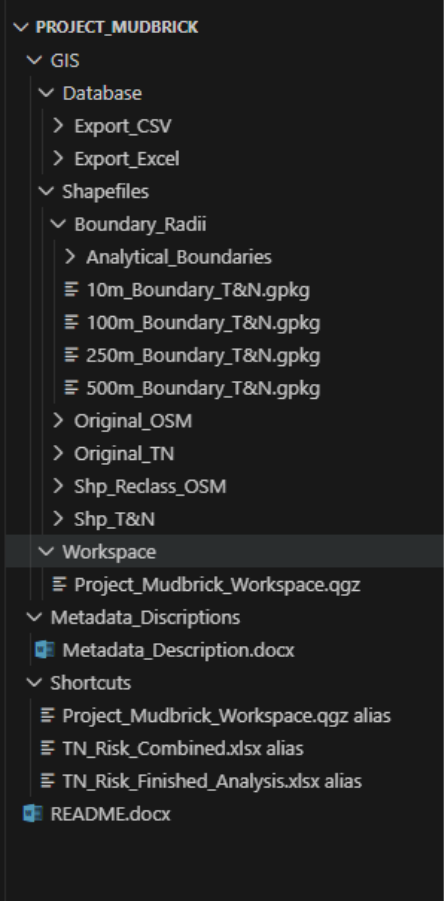 PROJECT_MUDBRICK
GIS
Database
Export_CSV
Export_Excel
Shapefiles
Boundary_Radii
Analytical_Boundaries
10m_Boundary_T&N.gpkg
100m_Boundary_T&N.gpkg
250m_Boundary_T&N.gpkg
500m_Boundary_T&N.gpkg
Original_OSM
Original_TN
Shp_Reclass_OSM
Shp_T&N
Workspace
Project_Mudbrick_Workspace.qgz
Metadata_Discriptions
Metadata_Description.docx
Shortcuts
Project_Mudbrick_Workspace.qgz alias
TN_Risk_Combined.xlsx alias
TN_Risk_Finished_Analysis.xlsx alias
README.docx